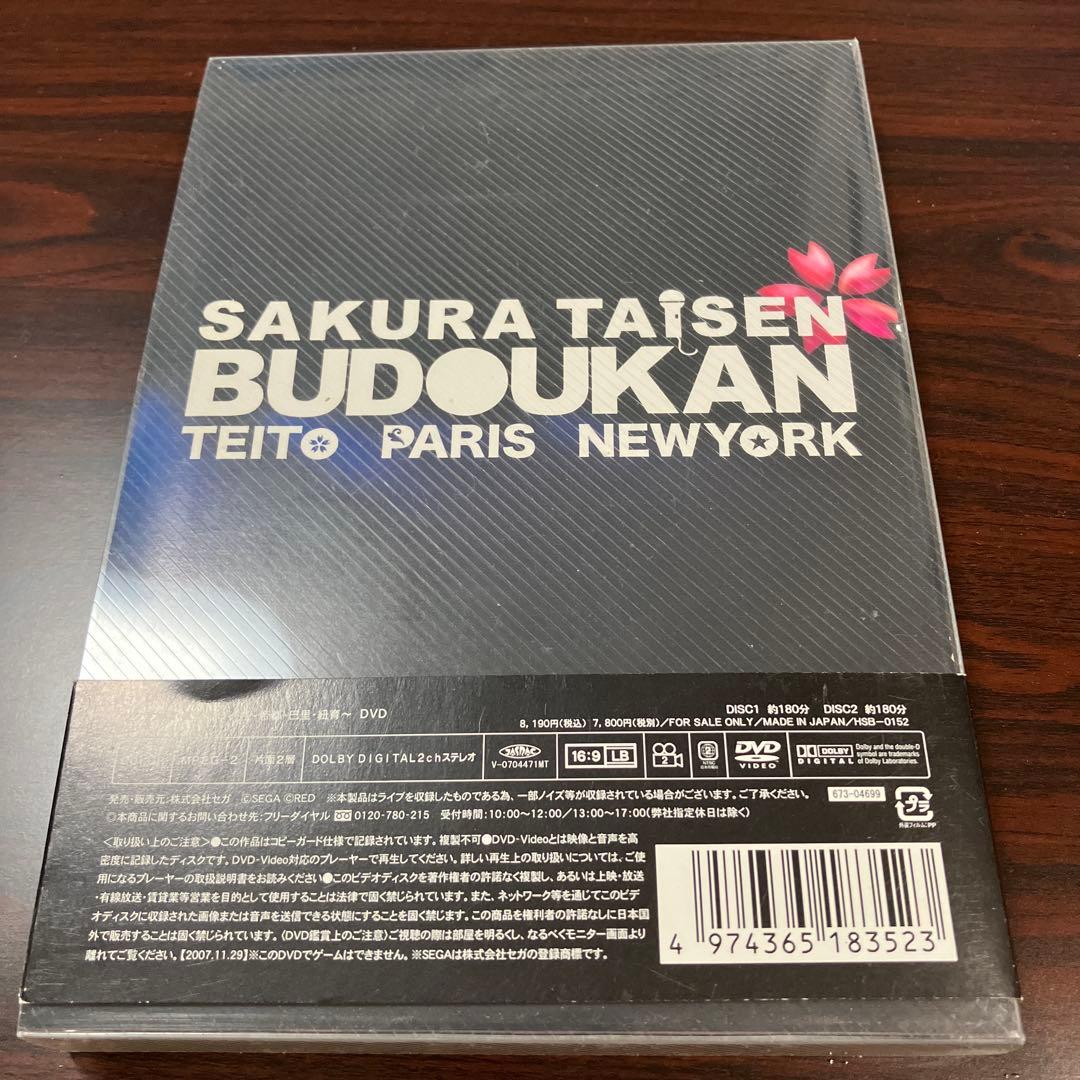 SAKURA TAISEN
BUDOUKAN
TEITO PARIS NEWYORK
巴里・紐育～ DVD
DISC1 約180分 DISC2 約180分
8,190円(税込) 7,800円(税別)/FOR SALE ONLY/MADE IN JAPAN/HSB-0152
片面2層
DOLBY DIGITAL2chステレオ
JASRAC
V-0704471MT
16:9 LB
2
2
NTSC
日本市場向
DVD
VIDEO
DOLBY
DIGITAL
Dolby and the double-D
symbol are trademarks
of Dolby Laboratories.
発売・販売元:株式会社セガ ©SEGA ©RED ※本製品はライブを収録したものである為、一部ノイズ等が収録されている場合がございます。ご了承ください。
673-04699
◎本商品に関するお問い合わせ先:フリーダイヤル 0120-780-215 受付時間:10:00～12:00/13:00～17:00(弊社指定休日は除く)
プラ
外装フィルム:PP
〈取り扱い上のご注意〉●この作品はコピーガード仕様で記録されています。複製不可●DVD-Videoとは映像と音声を高
密度に記録したディスクです。DVD-Video対応のプレーヤーで再生してください。詳しい再生上の取り扱いについては、ご使
用になるプレーヤーの取扱説明書をお読みください●このビデオディスクを著作権者の許諾なく複製し、あるいは上映・放送
・有線放送・賃貸業等営業を目的として使用することは法律で固く禁じられています。また、ネットワーク等を通じてこのビデ
オディスクに収録された画像または音声を送信できる状態にすることを固く禁じます。この商品を権利者の許諾なしに日本国
外で販売することは固く禁じられています。〈DVD鑑賞上のご注意〉ご視聴の際は部屋を明るくし、なるべくモニター画面より
離れてご覧ください。【2007.11.29】※このDVDでゲームはできません。※SEGAは株式会社セガの登録商標です。
4 974365 183523